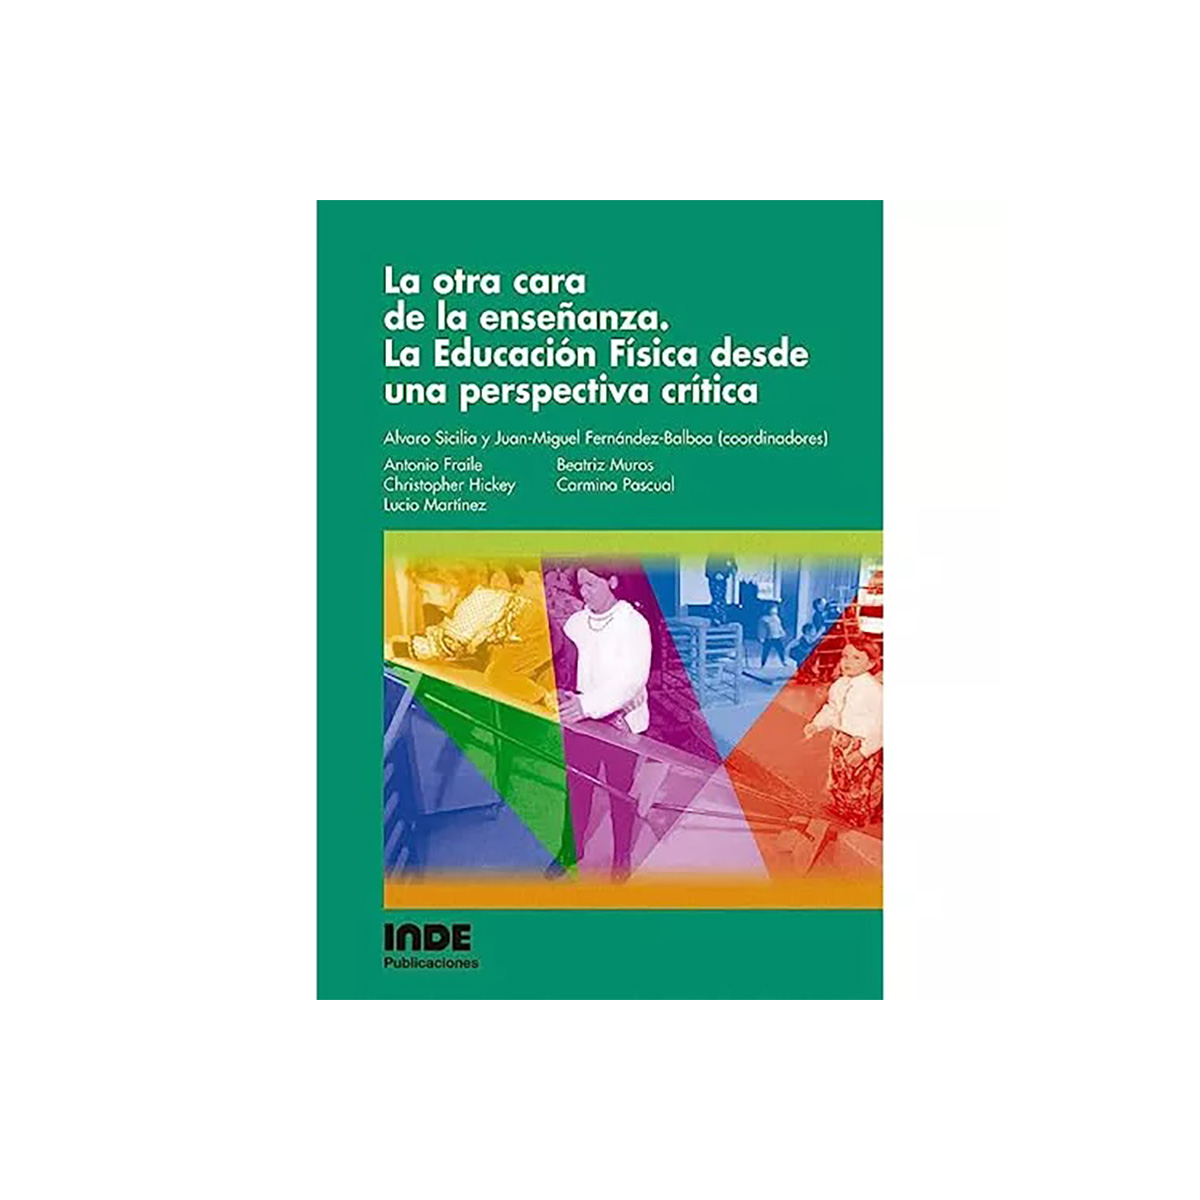 La otra cara
de la enseñanza.
La Educación Física desde
una perspectiva crítica
Alvaro Sicilia y Juan-Miguel Fernández-Balboa (coordinadores)
Antonio Fraile
Christopher Hickey
Lucio Martínez
Beatriz Muros
Carmina Pascual
INDE
Publicaciones